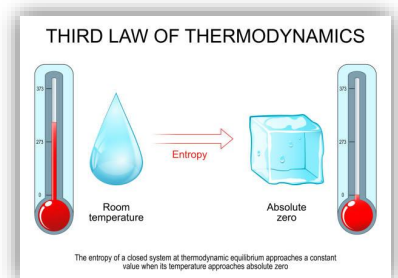 THIRD LAW OF THERMODYNAMICS
373
273
0
Entropy
Room
temperature
Absolute
zero
373
273
0
The entropy of a closed system at thermodynamic equilibrium approaches a constant
value when its temperature approaches absolute zero